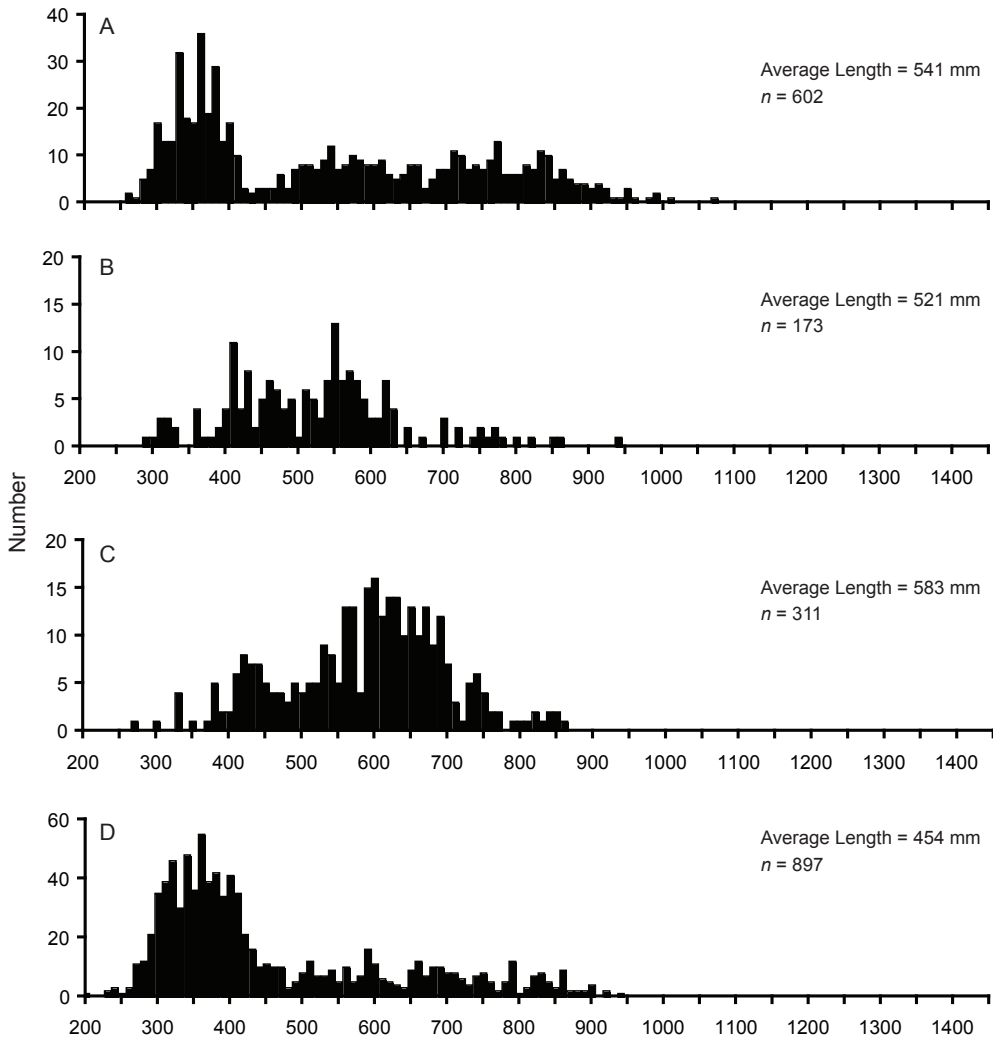 40
A
30
20
10
0
Average Length = 541 mm
n = 602
20
B
15
10
5
0
Average Length = 521 mm
n = 173
200 300 400 500 600 700 800 900 1000 1100 1200 1300 1400
Number
20
C
15
10
5
0
Average Length = 583 mm
n = 311
200 300 400 500 600 700 800 900 1000 1100 1200 1300 1400
60
D
40
20
0
Average Length = 454 mm
n = 897
200 300 400 500 600 700 800 900 1000 1100 1200 1300 1400